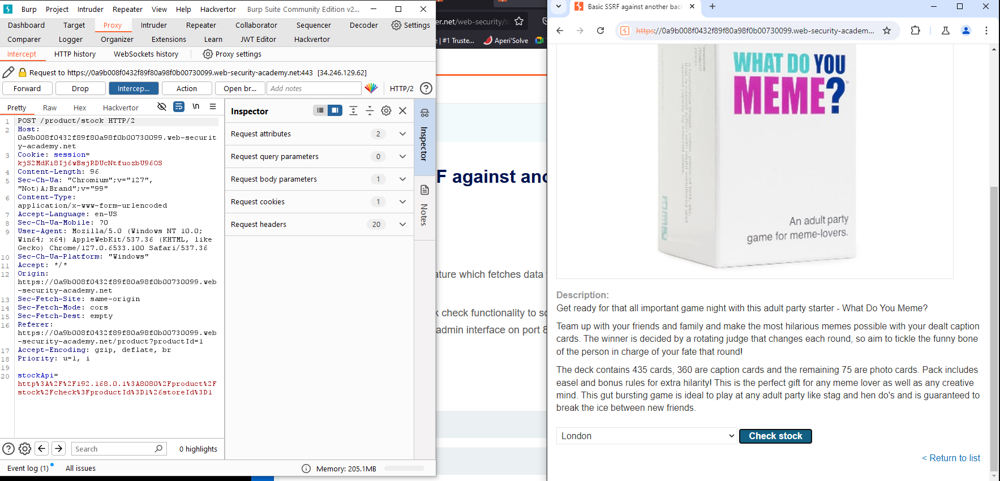 Burp Project Intruder Repeater View Help Hackvertor Burp Suite Community Edition v2...
Dashboard Target Proxy Intruder Repeater Collaborator Sequencer Decoder Settings
Comparer Logger Organizer Extensions Learn JWT Editor Hackvertor
Intercept HTTP history WebSockets history Proxy settings
Request to https://0a9b008f0432f89f80a98f0b00730099.web-security-academy.net:443 [34.246.129.62]
Forward Drop Intercep... Action Open br... Add notes HTTP/2
Pretty Raw Hex Hackvertor \n
1 POST /product/stock HTTP/2
2 Host:
0a9b008f0432f89f80a98f0b00730099.web-securit
y-academy.net
3 Cookie: session=
kjS2MdKi8Ij6wBsjRDUcNtfuozbU96OS
4 Content-Length: 96
5 Sec-Ch-Ua: "Chromium";v="127",
"Not)A;Brand";v="99"
6 Content-Type:
application/x-www-form-urlencoded
7 Accept-Language: en-US
8 Sec-Ch-Ua-Mobile: ?0
9 User-Agent: Mozilla/5.0 (Windows NT 10.0;
Win64; x64) AppleWebKit/537.36 (KHTML, like
Gecko) Chrome/127.0.6533.100 Safari/537.36
10 Sec-Ch-Ua-Platform: "Windows"
11 Accept: */*
12 Origin:
https://0a9b008f0432f89f80a98f0b00730099.web
-security-academy.net
13 Sec-Fetch-Site: same-origin
14 Sec-Fetch-Mode: cors
15 Sec-Fetch-Dest: empty
16 Referer:
https://0a9b008f0432f89f80a98f0b00730099.web
-security-academy.net/product?productId=1
17 Accept-Encoding: gzip, deflate, br
18 Priority: u=1, i
19
20 stockApi=
http%3A%2F%2F192.168.0.1%3A8080%2Fproduct%2F
stock%2Fcheck%3FproductId%3D1%26storeId%3D1
Search 0 highlights
Event log (1) All issues Memory: 205.1MB
Inspector
Request attributes 2
Request query parameters 0
Request body parameters 1
Request cookies 1
Request headers 20
Inspector
Notes
er.net/web-security/s
| #1 Truste... Aperi'Solve
F against ano
ature which fetches data
k check functionality to sc
admin interface on port 8
Basic SSRF against another bac
https://0a9b008f0432f89f80a98f0b00730099.web-security-academ...
WHAT DO YOU
MEME?
An adult party
game for meme-lovers.
Description:
Get ready for that all important game night with this adult party starter - What Do You Meme?
Team up with your friends and family and make the most hilarious memes possible with your dealt caption
cards. The winner is decided by a rotating judge that changes each round, so aim to tickle the funny bone
of the person in charge of your fate that round!
The deck contains 435 cards, 360 are caption cards and the remaining 75 are photo cards. Pack includes
easel and bonus rules for extra hilarity! This is the perfect gift for any meme lover as well as any creative
mind. This gut bursting game is ideal to play at any adult party like stag and hen do's and is guaranteed to
break the ice between new friends.
London Check stock
< Return to list